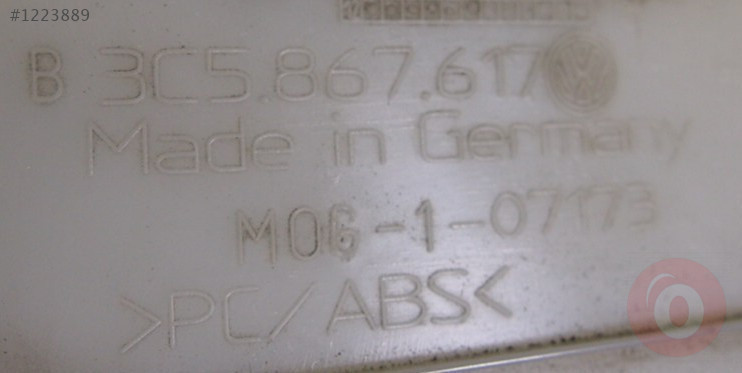 #1223889
B 3C5.867.617
Made in Germany
M06-1-07173
>PC/ABS<